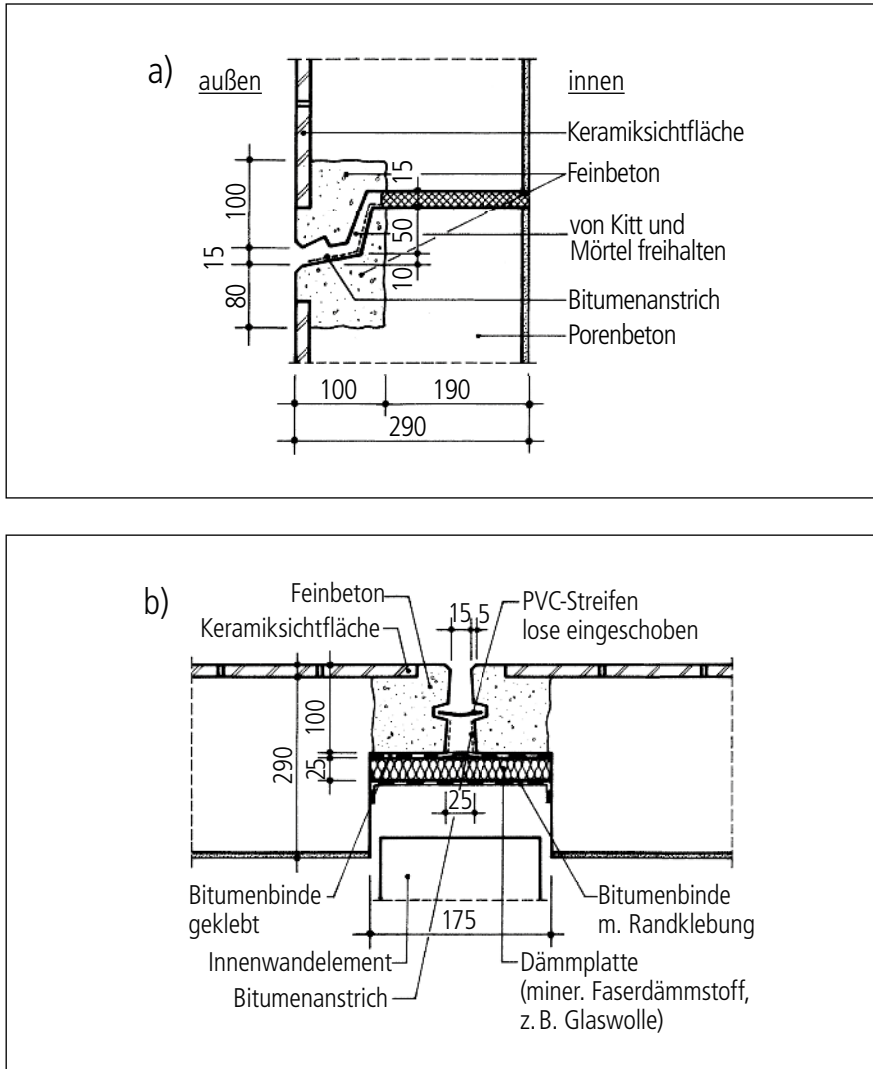 a)
außen
innen
Keramiksichtfläche
Feinbeton
von Kitt und
Mörtel freihalten
Bitumenanstrich
Porenbeton
100
15
80
15
50
10
100
190
290
b)
Feinbeton
Keramiksichtfläche
15
5
PVC-Streifen
lose eingeschoben
100
290
25
25
Bitumenbinde
geklebt
175
Bitumenbinde
m. Randklebung
Innenwandelement
Bitumenanstrich
Dämmplatte
(miner. Faserdämmstoff,
z. B. Glaswolle)